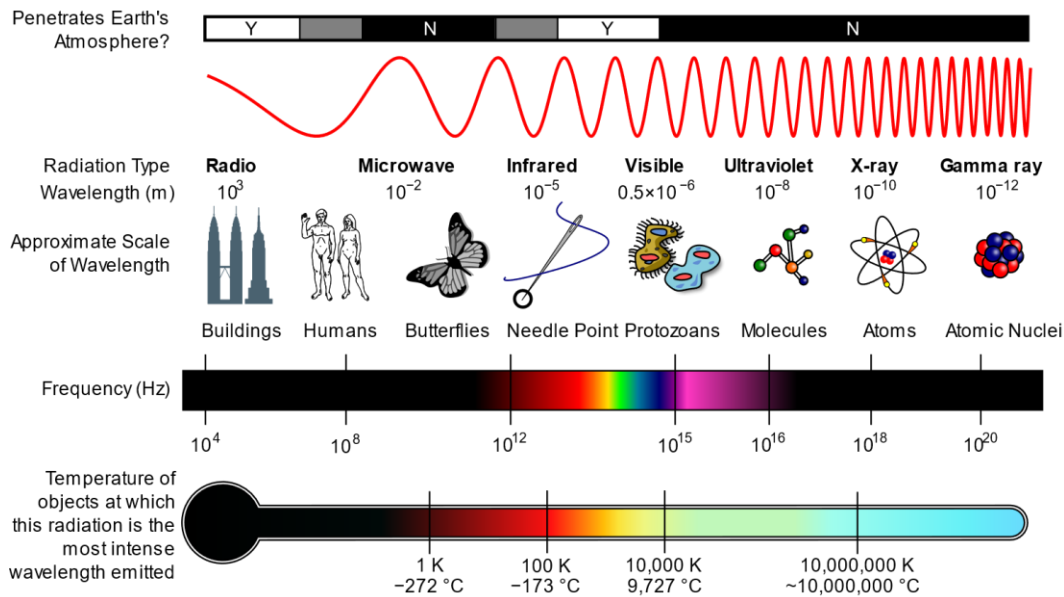 Penetrates Earth's
Atmosphere?
Y N Y N
Radiation Type
Radio Microwave Infrared Visible Ultraviolet X-ray Gamma ray
Wavelength (m)
10³ 10⁻² 10⁻⁵ 0.5×10⁻⁶ 10⁻⁸ 10⁻¹⁰ 10⁻¹²
Approximate Scale
of Wavelength
Buildings Humans Butterflies Needle Point Protozoans Molecules Atoms Atomic Nuclei
Frequency (Hz)
10⁴ 10⁸ 10¹² 10¹⁵ 10¹⁶ 10¹⁸ 10²⁰
Temperature of
objects at which
this radiation is the
most intense
wavelength emitted
1 K 100 K 10,000 K 10,000,000 K
−272 °C −173 °C 9,727 °C ~10,000,000 °C